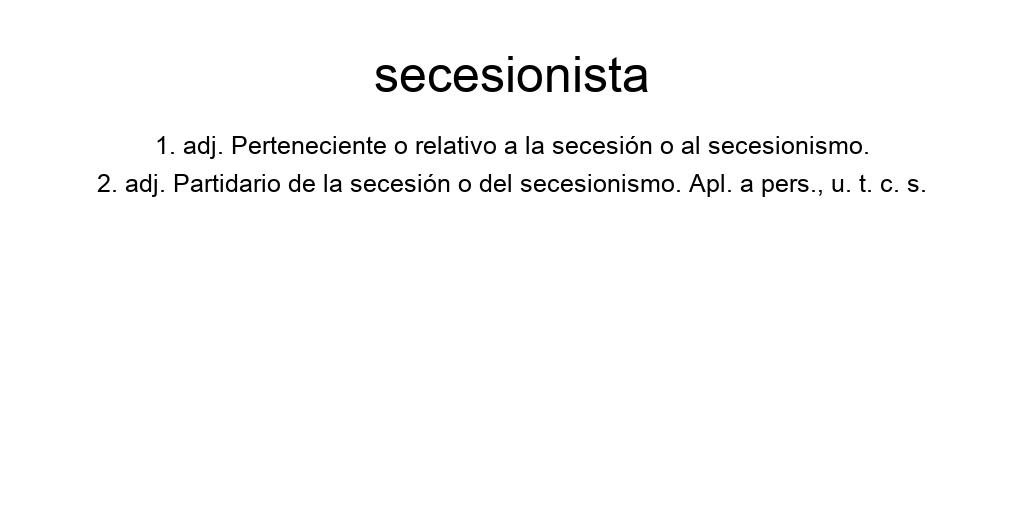 secesionista
1. adj. Perteneciente o relativo a la secesión o al secesionismo.
2. adj. Partidario de la secesión o del secesionismo. Apl. a pers., u. t. c. s.